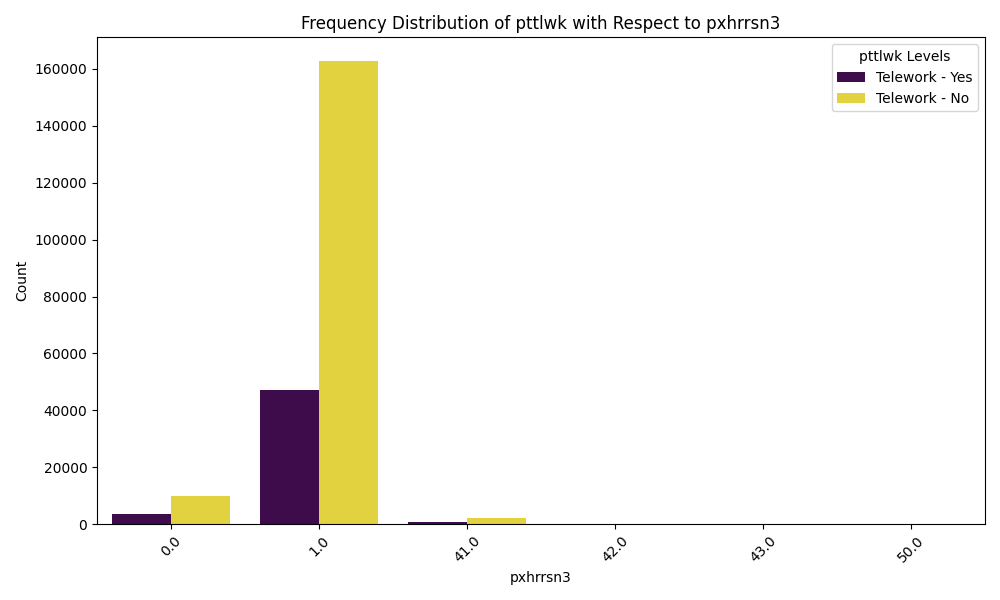 Frequency Distribution of pttlwk with Respect to pxhrrsn3
pttlwk Levels
Telework - Yes
Telework - No
Count
160000
140000
120000
100000
80000
60000
40000
20000
0
0.0
1.0
41.0
42.0
43.0
50.0
pxhrrsn3